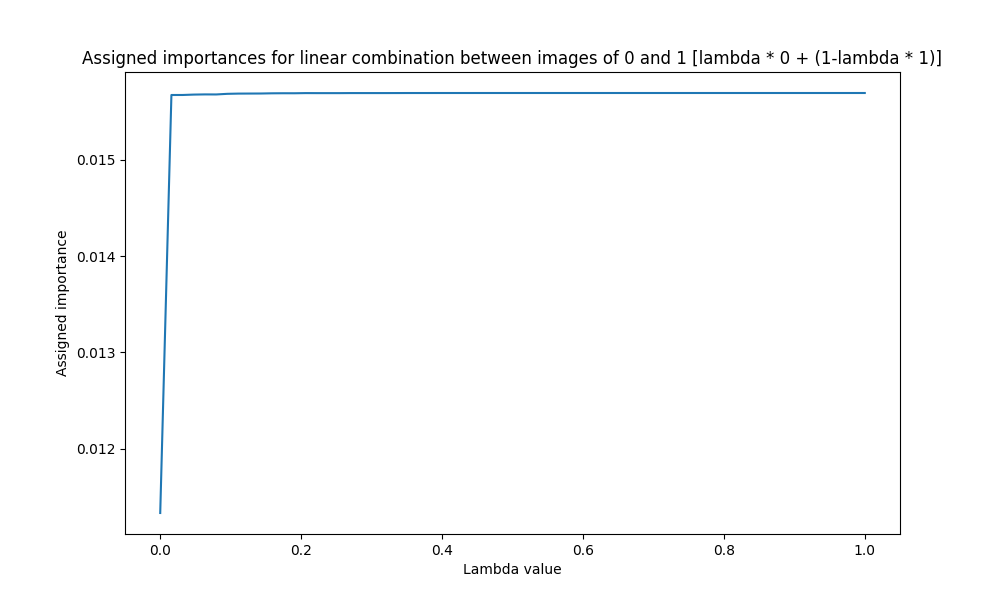 Assigned importances for linear combination between images of 0 and 1 [lambda * 0 + (1-lambda * 1)]
0.015
0.014
0.013
0.012
Assigned importance
0.0 0.2 0.4 0.6 0.8 1.0
Lambda value